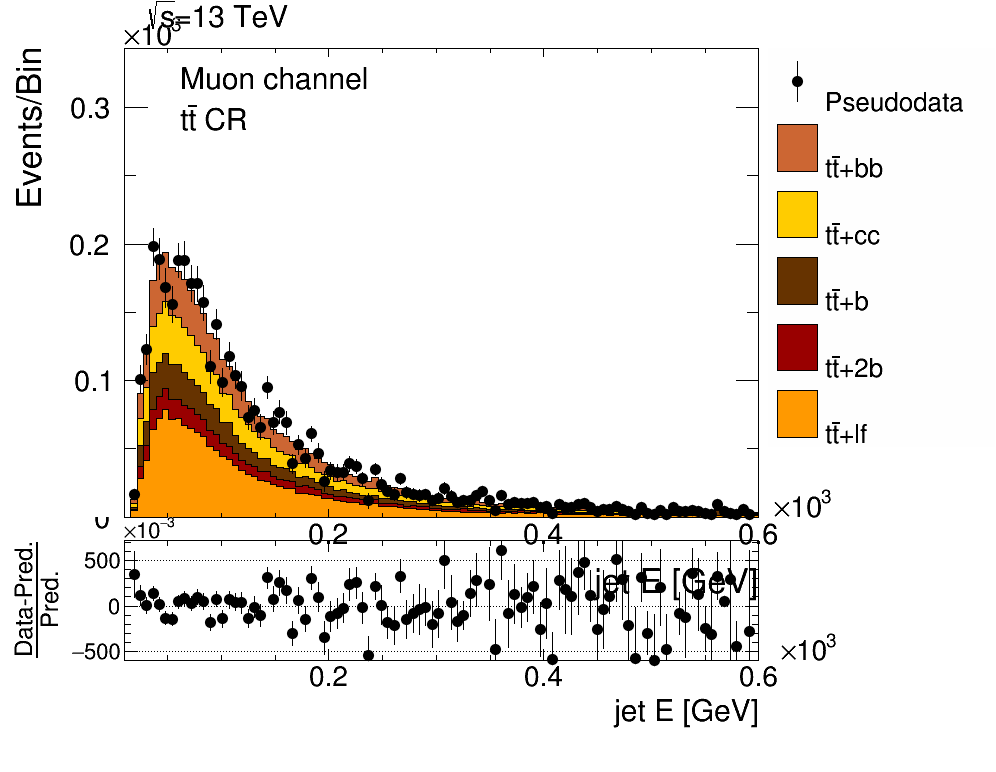 √s=13 TeV
×10³
Events/Bin
Muon channel
tt̄ CR
0.3
0.2
0.1
0
0.2
0.4
0.6
×10³
jet E [GeV]
Pseudodata
tt̄+bb
tt̄+cc
tt̄+b
tt̄+2b
tt̄+lf
×10⁻³
Data-Pred.
Pred.
500
0
−500
0.2
0.4
0.6
×10³
jet E [GeV]